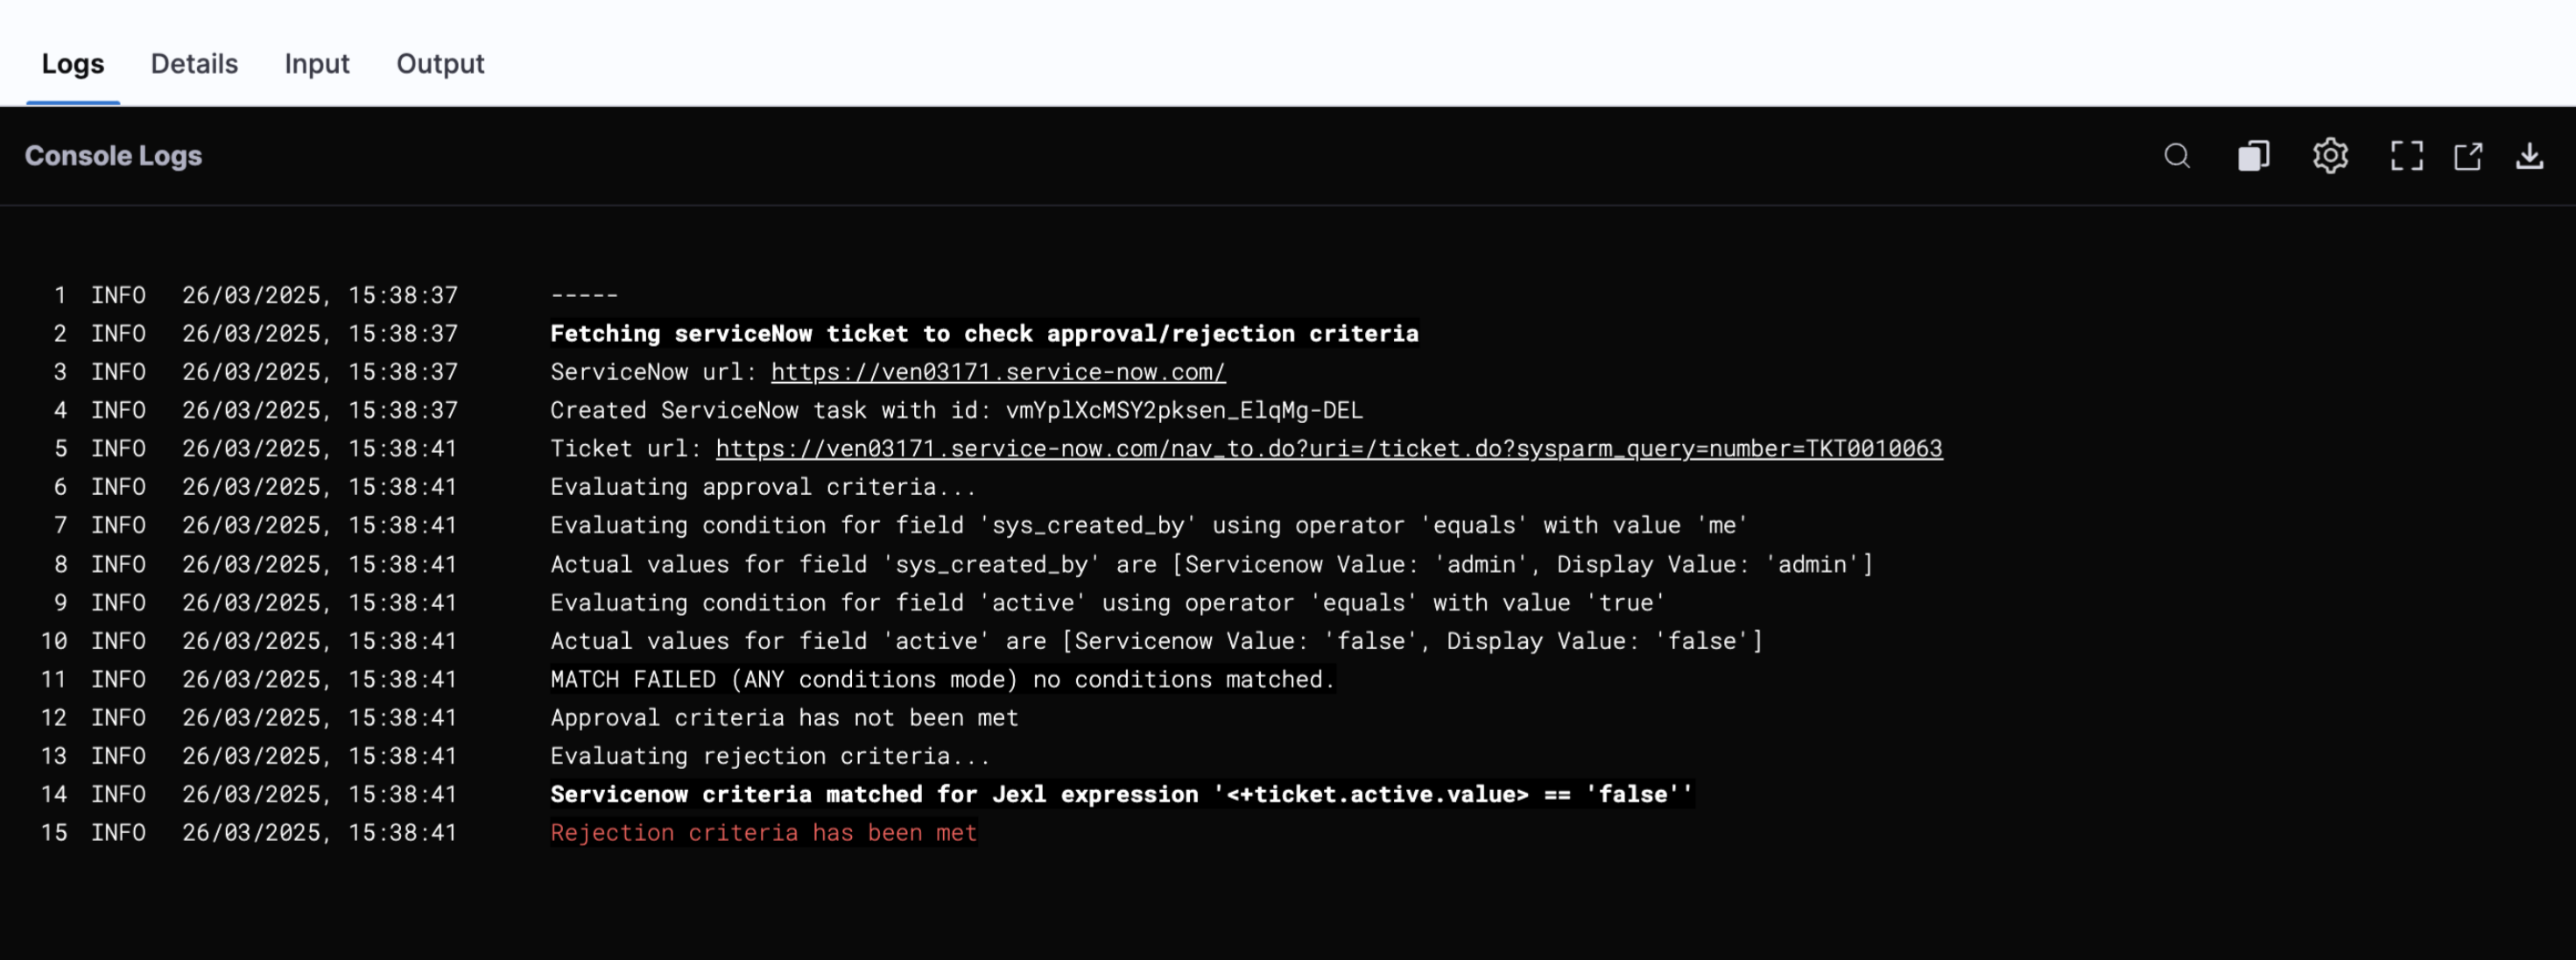 Logs Details Input Output
Console Logs
1 INFO 26/03/2025, 15:38:37 -----
2 INFO 26/03/2025, 15:38:37 Fetching serviceNow ticket to check approval/rejection criteria
3 INFO 26/03/2025, 15:38:37 ServiceNow url: https://ven03171.service-now.com/
4 INFO 26/03/2025, 15:38:37 Created ServiceNow task with id: vmYplXcMSY2pksen_ElqMg-DEL
5 INFO 26/03/2025, 15:38:41 Ticket url: https://ven03171.service-now.com/nav_to.do?uri=/ticket.do?sysparm_query=number=TKT0010063
6 INFO 26/03/2025, 15:38:41 Evaluating approval criteria...
7 INFO 26/03/2025, 15:38:41 Evaluating condition for field 'sys_created_by' using operator 'equals' with value 'me'
8 INFO 26/03/2025, 15:38:41 Actual values for field 'sys_created_by' are [Servicenow Value: 'admin', Display Value: 'admin']
9 INFO 26/03/2025, 15:38:41 Evaluating condition for field 'active' using operator 'equals' with value 'true'
10 INFO 26/03/2025, 15:38:41 Actual values for field 'active' are [Servicenow Value: 'false', Display Value: 'false']
11 INFO 26/03/2025, 15:38:41 MATCH FAILED (ANY conditions mode) no conditions matched.
12 INFO 26/03/2025, 15:38:41 Approval criteria has not been met
13 INFO 26/03/2025, 15:38:41 Evaluating rejection criteria...
14 INFO 26/03/2025, 15:38:41 Servicenow criteria matched for Jexl expression '<+ticket.active.value> == 'false''
15 INFO 26/03/2025, 15:38:41 Rejection criteria has been met